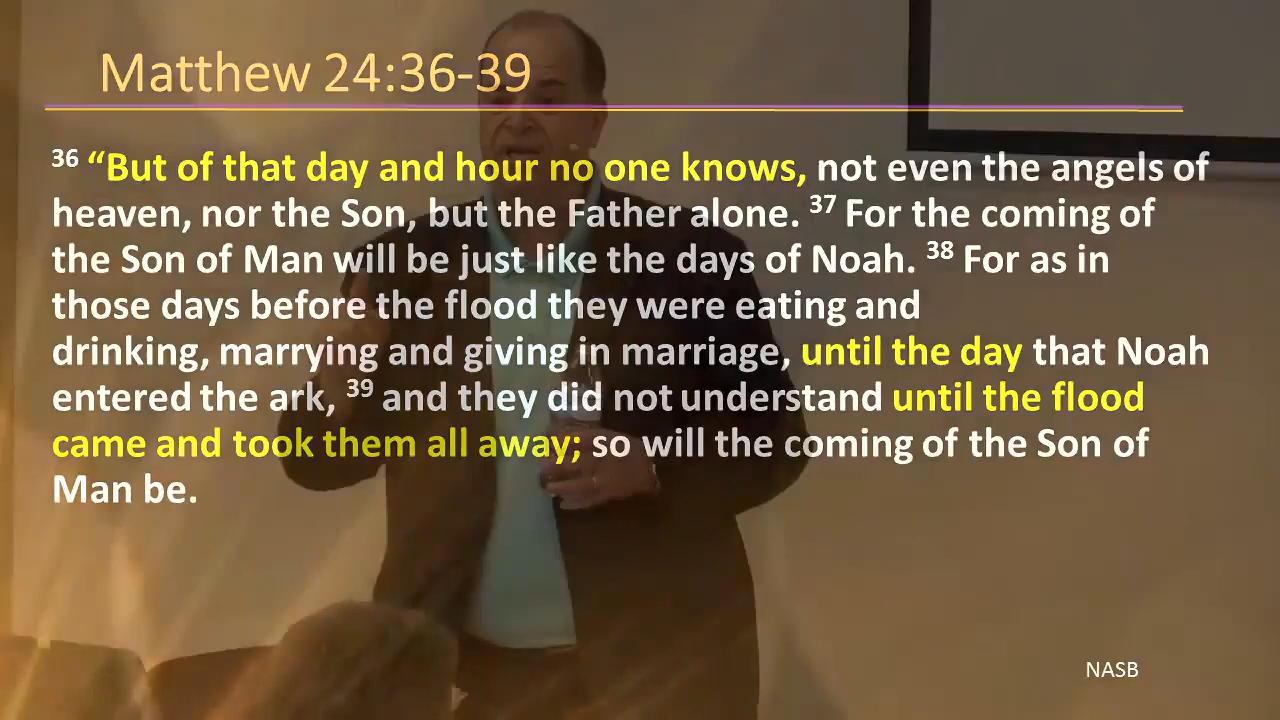 Matthew 24:36-39
36 “But of that day and hour no one knows, not even the angels of
heaven, nor the Son, but the Father alone. 37 For the coming of
the Son of Man will be just like the days of Noah. 38 For as in
those days before the flood they were eating and
drinking, marrying and giving in marriage, until the day that Noah
entered the ark, 39 and they did not understand until the flood
came and took them all away; so will the coming of the Son of
Man be.
NASB